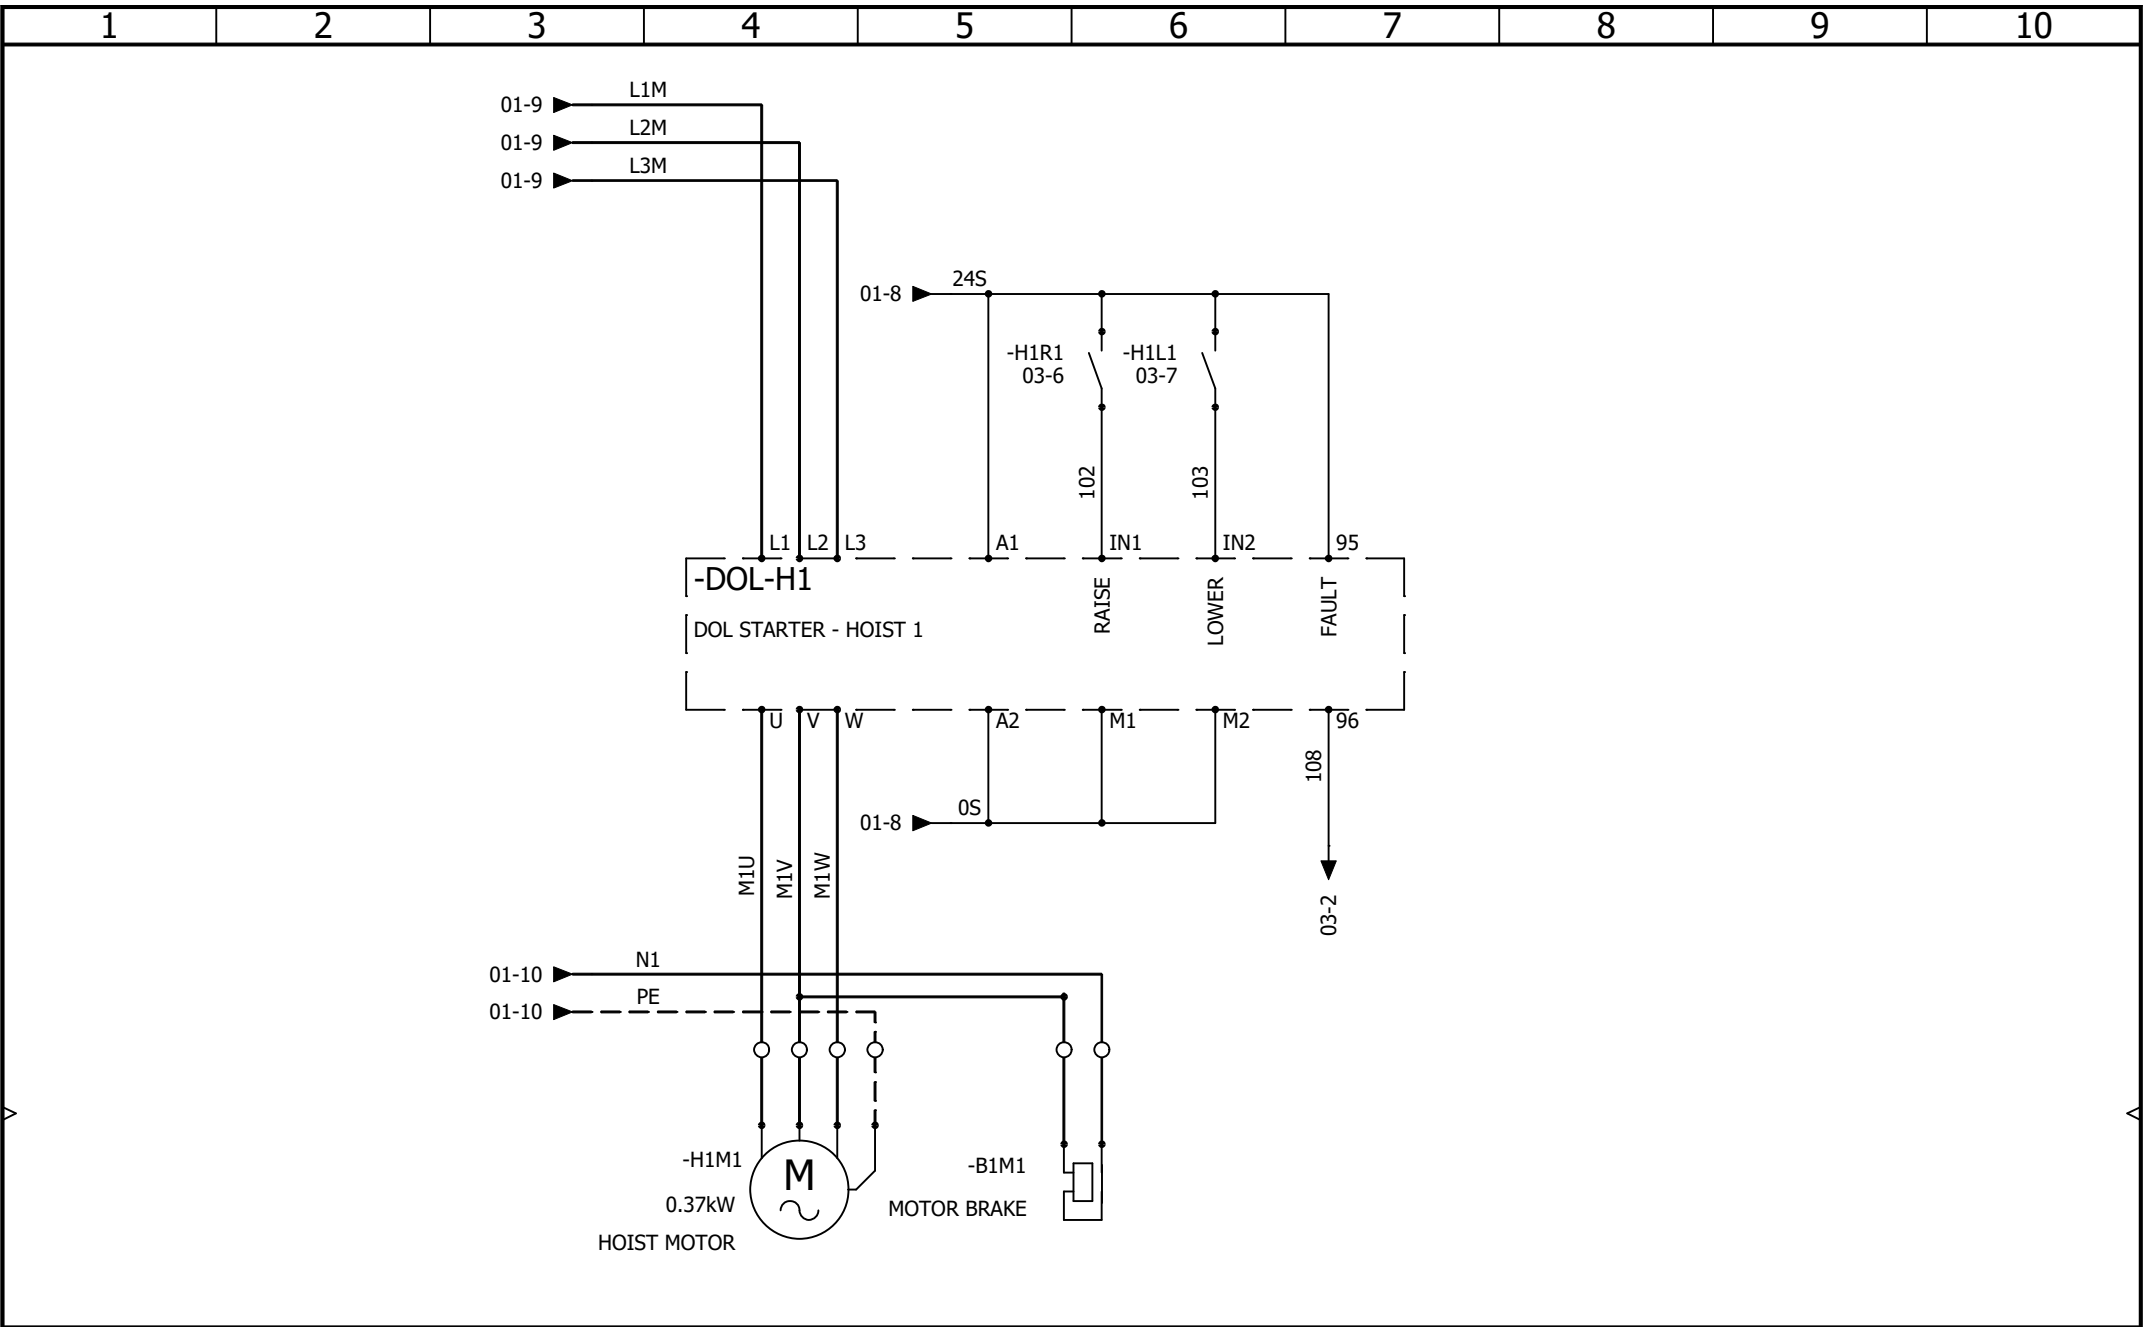 1 2 3 4 5 6 7 8 9 10
L1M
01-9
L2M
01-9
L3M
01-9
24S
01-8
-H1R1
03-6
-H1L1
03-7
102
103
L1 L2 L3 A1 IN1 IN2 95
-DOL-H1
DOL STARTER - HOIST 1
RAISE
LOWER
FAULT
U V W A2 M1 M2 96
108
0S
01-8
M1U
M1V
M1W
03-2
N1
01-10
PE
01-10
-H1M1
M
0.37kW
HOIST MOTOR
-B1M1
MOTOR BRAKE